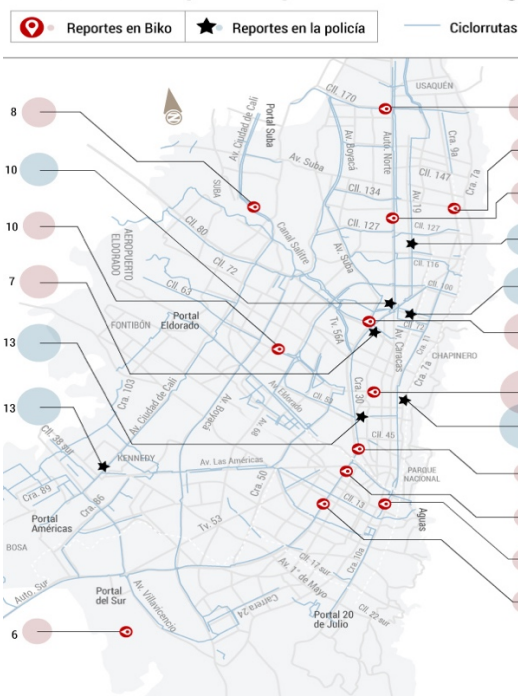 Reportes en Biko
Reportes en la policía
Ciclorrutas
N
USAQUÉN
Cll. 170
Portal Suba
Av. Ciudad de Cali
8
Av. Boyacá
Auto. Norte
Cra. 9a
Av. Suba
Av. 19
Cll. 147
Cra. 7a
10
SUBA
Cll. 134
Cll. 127
Cll. 127
10
AEROPUERTO
ELDORADO
Cll. 80
Canal Salitre
Av. Suba
Cll. 116
Cll. 72
Cll. 100
7
Cll. 63
FONTIBÓN
Portal
Eldorado
Tv. 56A
Cll. 72
Av. Caracas
Cra. 11
Cra. 7a
CHAPINERO
13
Av. Eldorado
Cra. 30
Cra. 103
Av. Ciudad de Cali
Av. Boyacá
Cll. 53
Av. 68
13
Cll. 38 sur
Cll. 45
KENNEDY
Av. Las Américas
PARQUE
NACIONAL
Cra. 89
Cra. 86
Cra. 50
Cll. 13
Portal
Américas
Tv. 53
Aguas
BOSA
Cra. 10a
Cll. 12 sur
Auto. Sur
Av. 1° de Mayo
Portal
del Sur
Av. Villavicencio
Carrera 24
Portal 20
de Julio
Cll. 22 sur
6